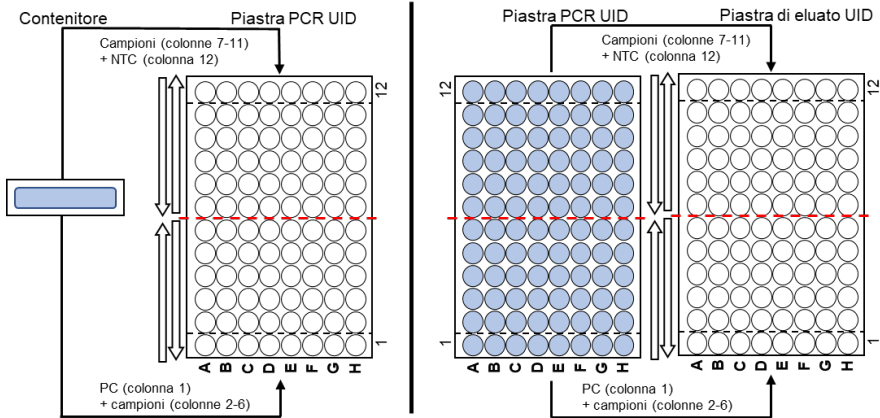 Contenitore
Piastra PCR UID
Campioni (colonne 7-11)
+ NTC (colonna 12)
12
1
A B C D E F G H
PC (colonna 1)
+ campioni (colonne 2-6)
Piastra PCR UID
Piastra di eluato UID
Campioni (colonne 7-11)
+ NTC (colonna 12)
12
1
A B C D E F G H
12
1
A B C D E F G H
PC (colonna 1)
+ campioni (colonne 2-6)